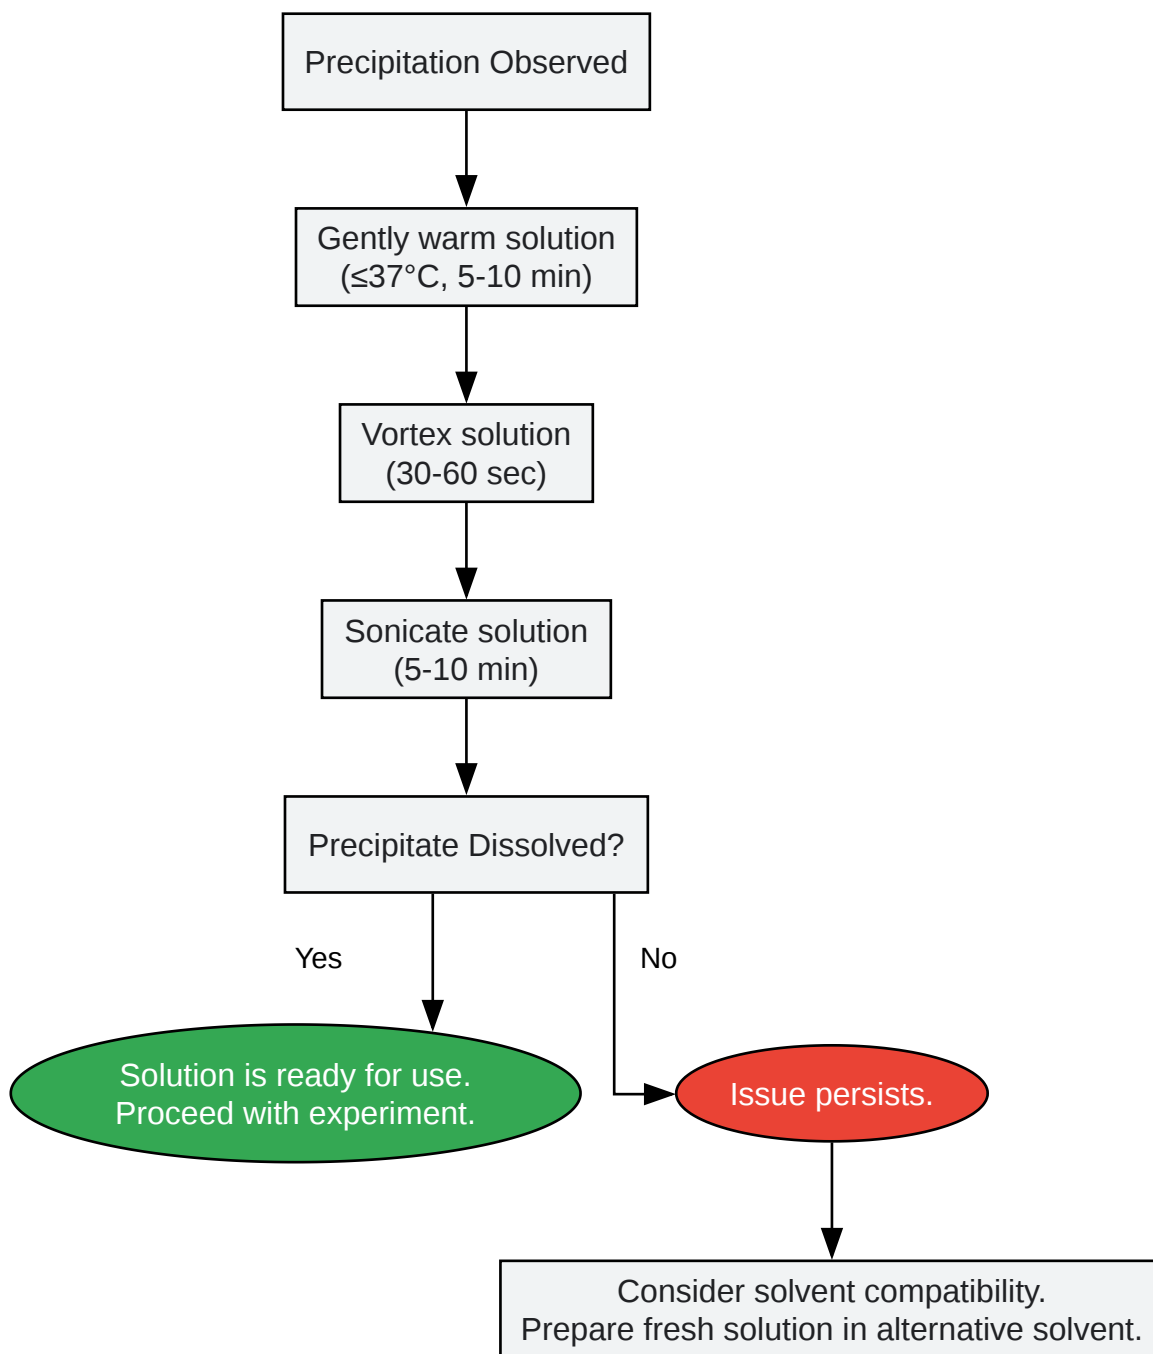 Precipitation Observed
Gently warm solution
(≤37°C, 5-10 min)
Vortex solution
(30-60 sec)
Sonicate solution
(5-10 min)
Precipitate Dissolved?
Yes
No
Solution is ready for use.
Proceed with experiment.
Issue persists.
Consider solvent compatibility.
Prepare fresh solution in alternative solvent.